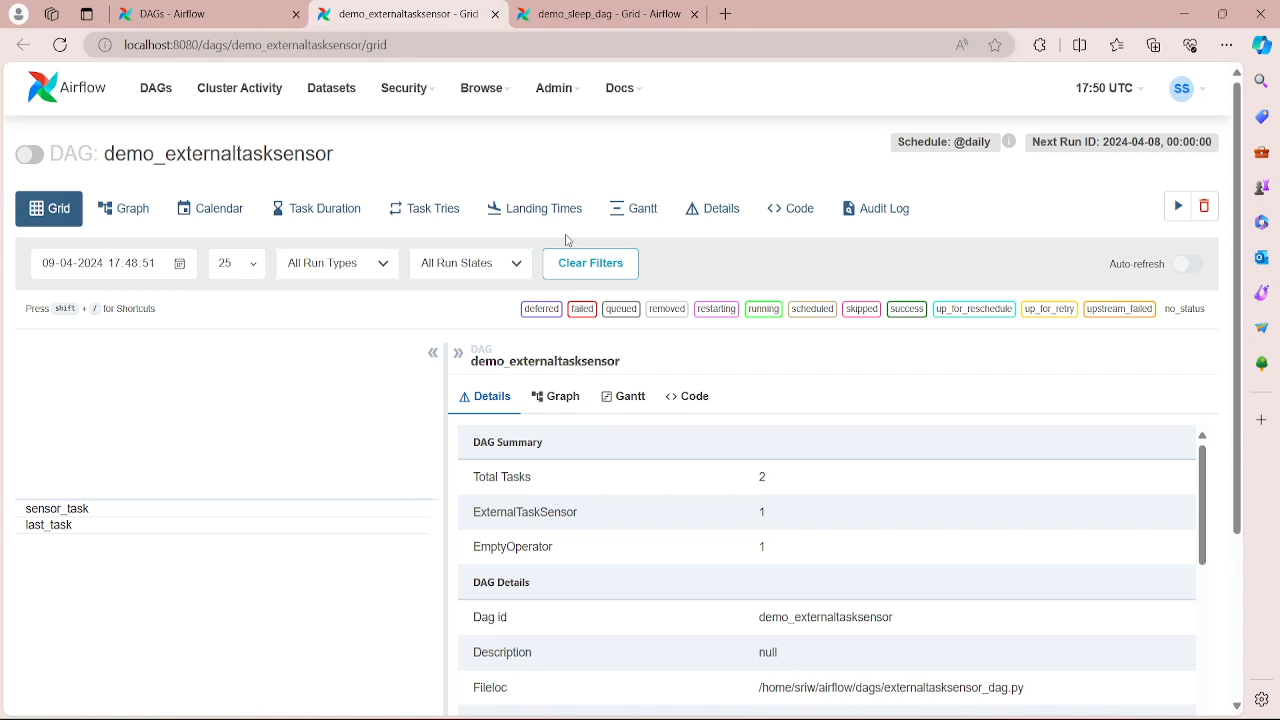 DAGs - Airflow
demo_externaltasksensor - Grid
demo_sleep_dag - Grid - Airflow
localhost:8080/dags/demo_externaltasksensor/grid
Airflow
DAGs
Cluster Activity
Datasets
Security
Browse
Admin
Docs
17:50 UTC
SS
DAG: demo_externaltasksensor
Schedule: @daily
Next Run ID: 2024-04-08, 00:00:00
Grid
Graph
Calendar
Task Duration
Task Tries
Landing Times
Gantt
Details
Code
Audit Log
09-04-2024 17:48:51
25
All Run Types
All Run States
Clear Filters
Auto-refresh
Press shift + / for Shortcuts
deferred
failed
queued
removed
restarting
running
scheduled
skipped
success
up_for_reschedule
up_for_retry
upstream_failed
no_status
sensor_task
last_task
DAG
demo_externaltasksensor
Details
Graph
Gantt
Code
DAG Summary
Total Tasks 2
ExternalTaskSensor 1
EmptyOperator 1
DAG Details
Dag id demo_externaltasksensor
Description null
Fileloc /home/sriw/airflow/dags/externaltasksensor_dag.py